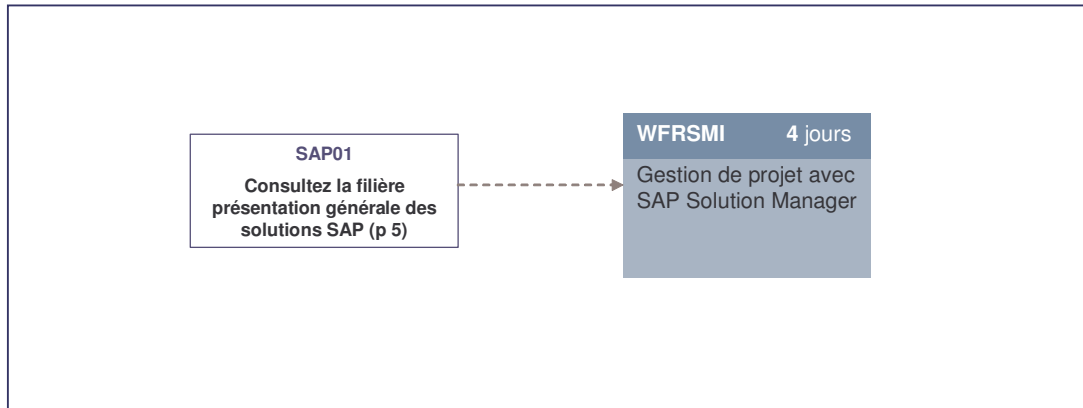 SAP01
Consultez la filière
présentation générale des
solutions SAP (p 5)
WFRSMI 4 jours
Gestion de projet avec
SAP Solution Manager